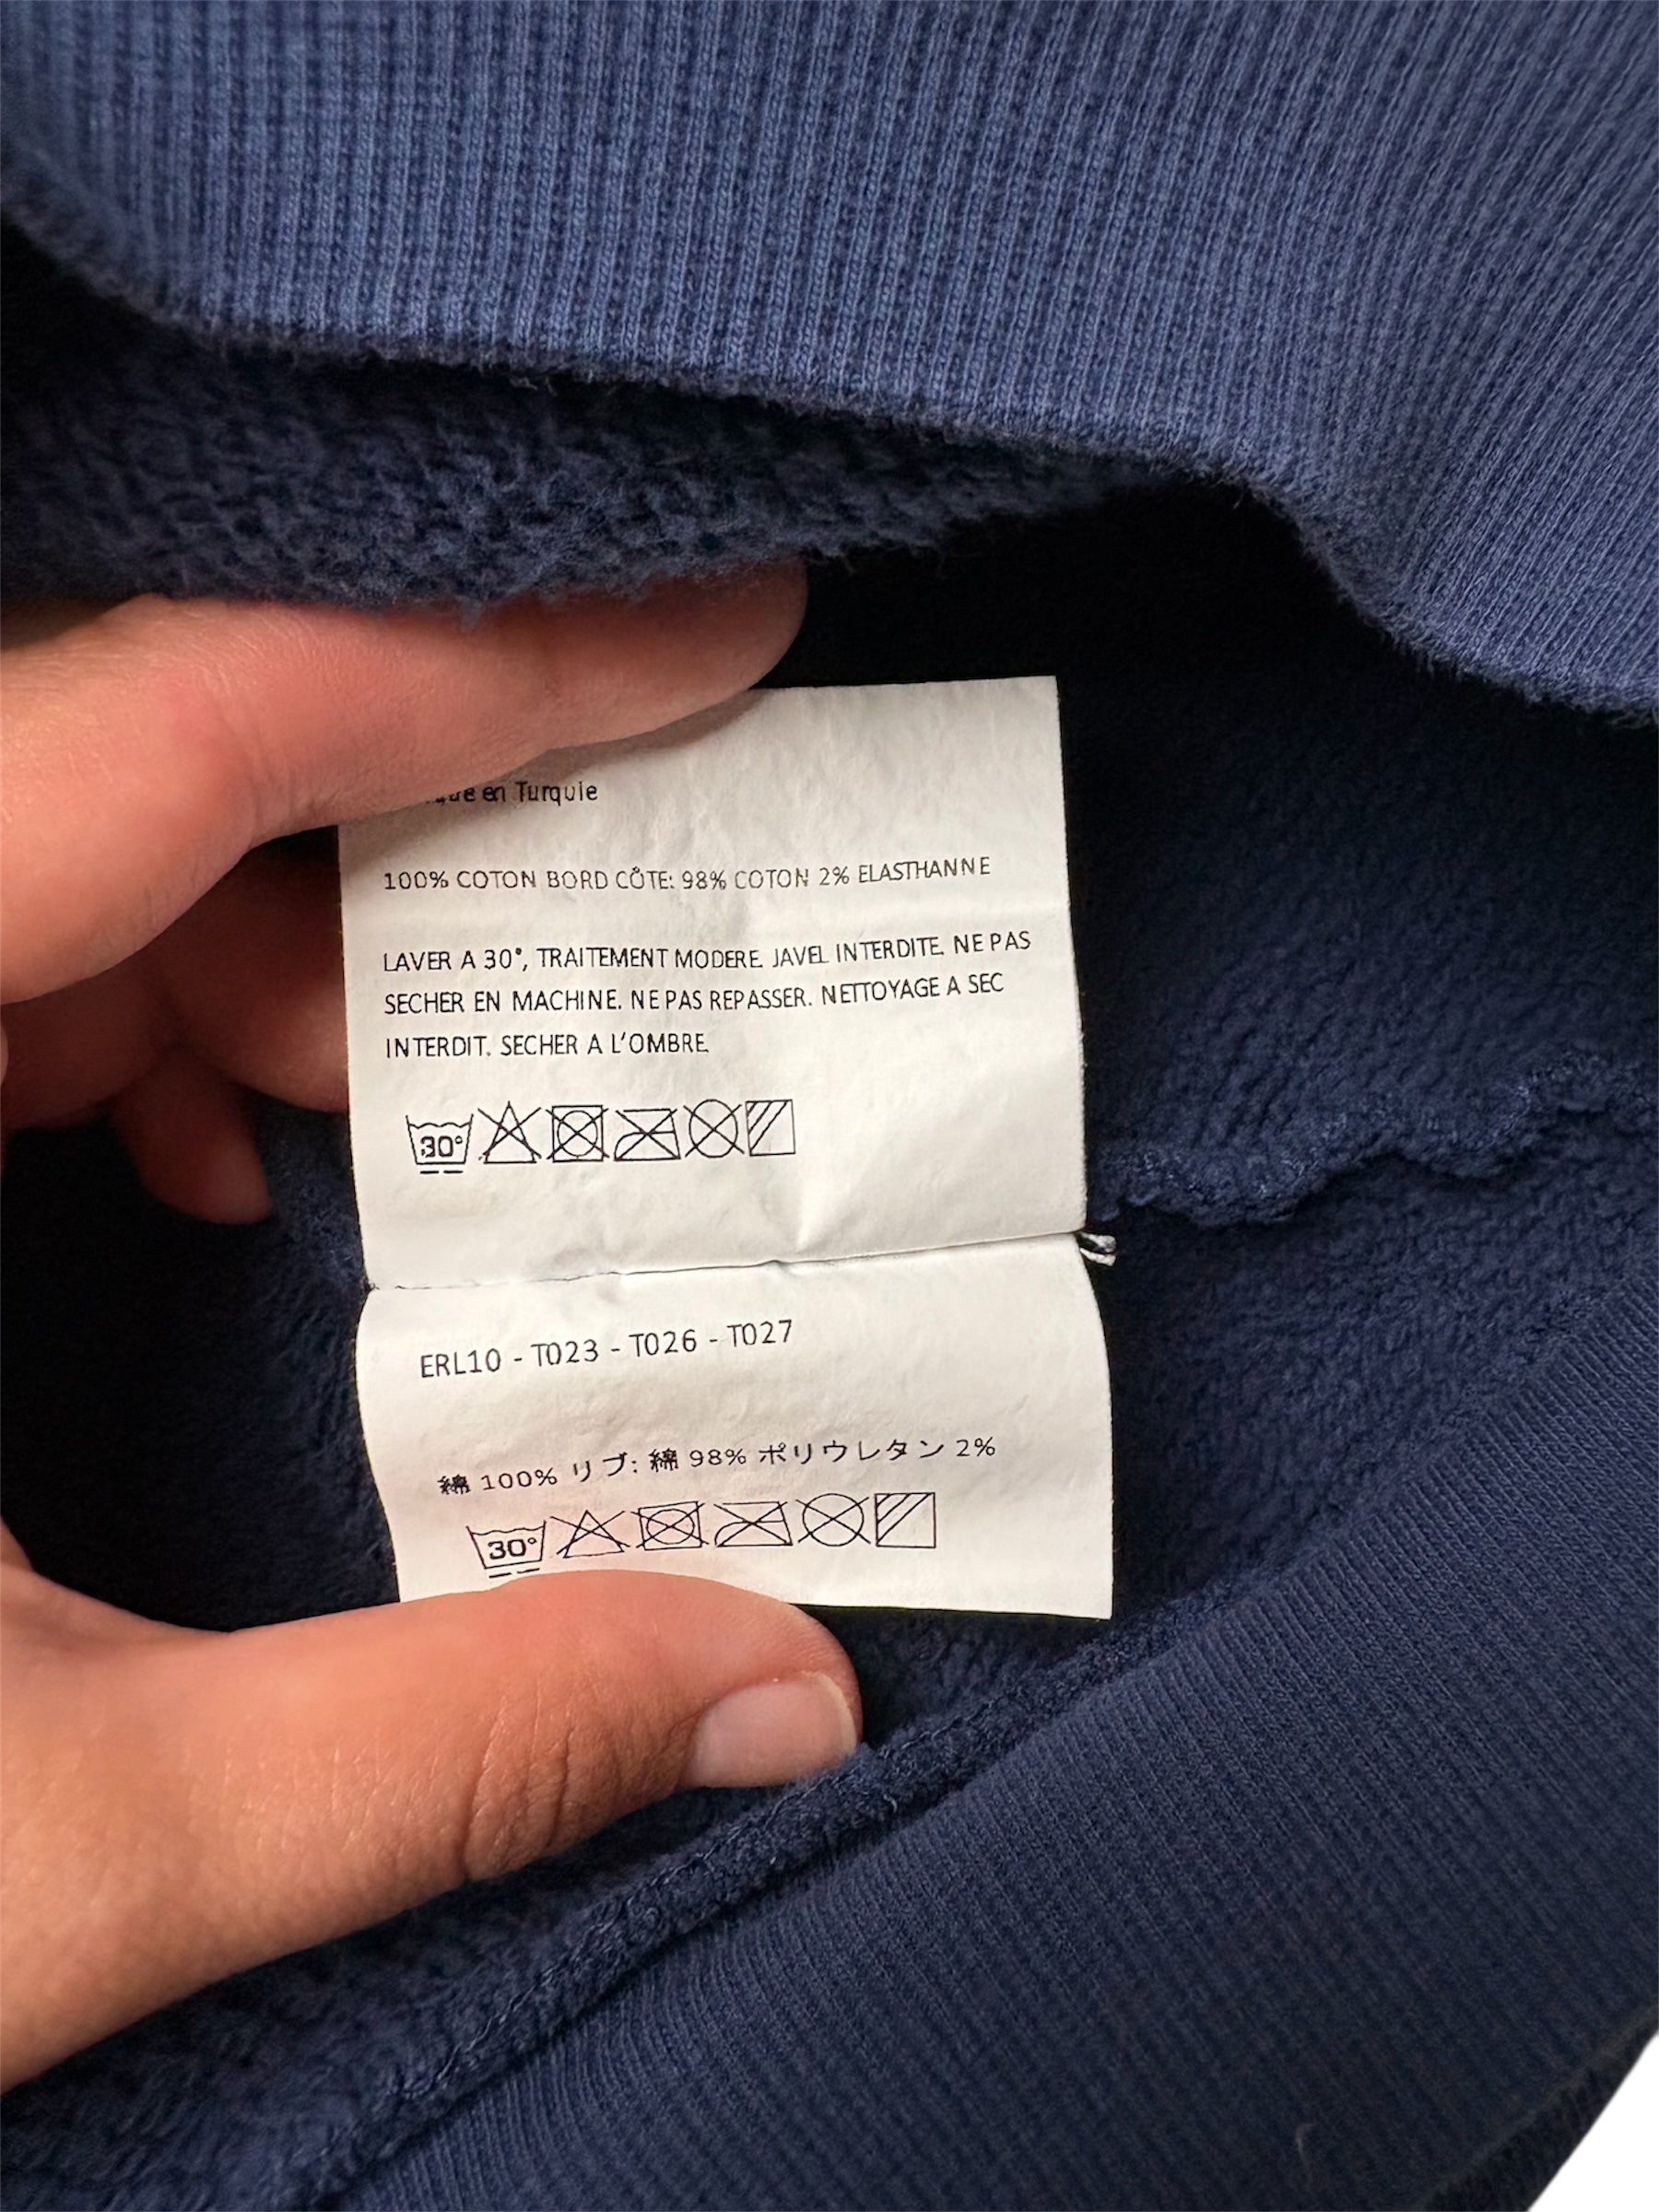 en Turquie
100% COTON BORD CÔTE: 98% COTON 2% ELASTHANNE
LAVER A 30°, TRAITEMENT MODERE. JAVEL INTERDITE. NE PAS
SECHER EN MACHINE. NE PAS REPASSER. NETTOYAGE A SEC
INTERDIT. SECHER A L'OMBRE.
30°
ERL10 - T023 - T026 - T027
綿 100% リブ: 綿 98% ポリウレタン 2%
30°